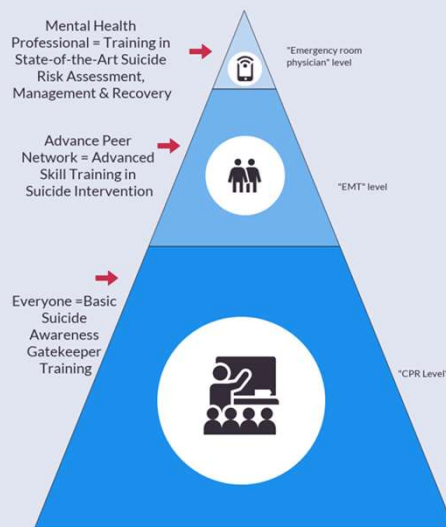 Mental Health
Professional = Training in
State-of-the-Art Suicide
Risk Assessment,
Management & Recovery
"Emergency room
physician" level
Advance Peer
Network = Advanced
Skill Training in
Suicide Intervention
"EMT" level
Everyone =Basic
Suicide
Awareness
Gatekeeper
Training
"CPR Level"